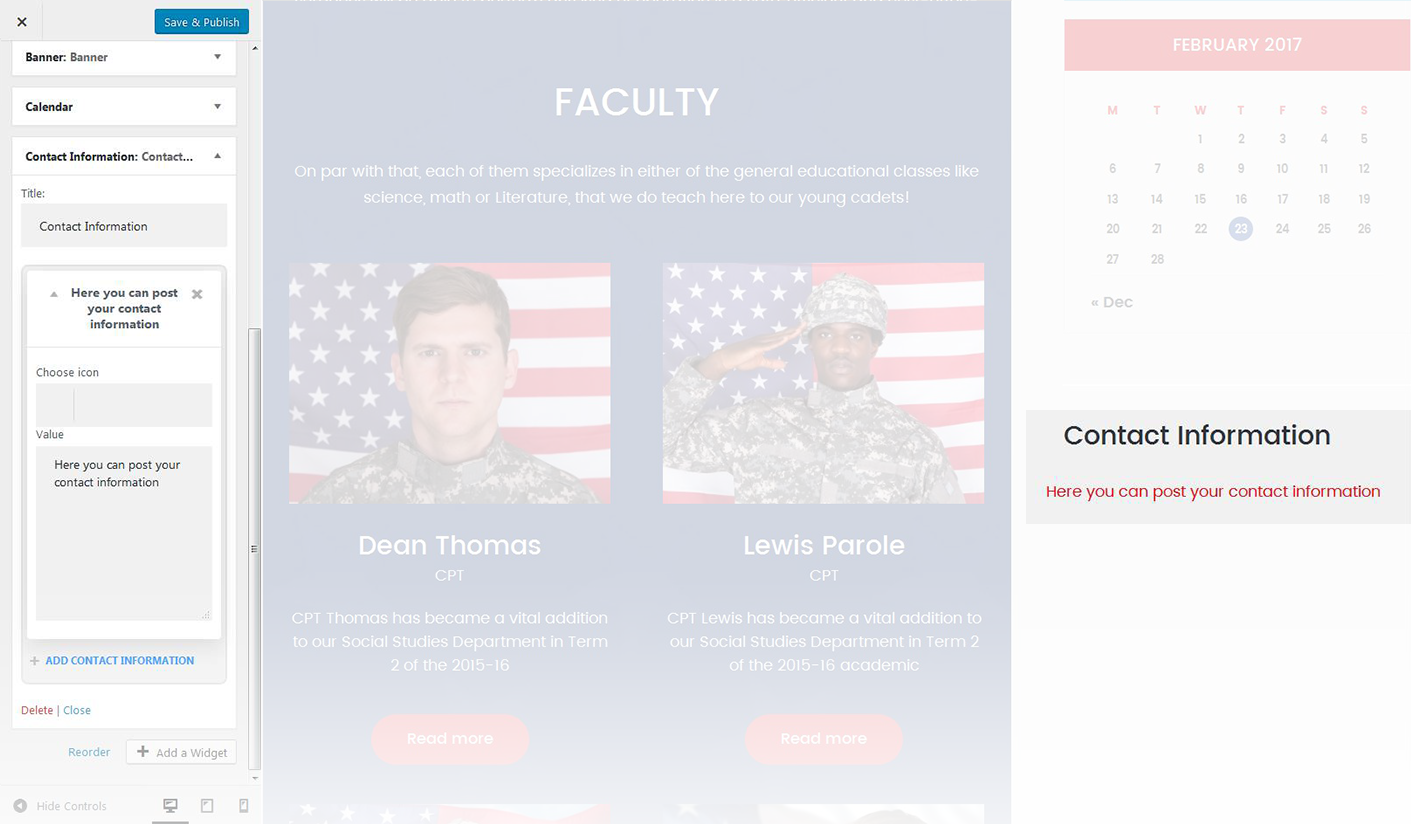 Save & Publish
Banner: Banner
Calendar
Contact Information: Contact...
Title:
Contact Information
Here you can post
your contact
information
Choose icon
Value
Here you can post your
contact information
ADD CONTACT INFORMATION
Delete | Close
Reorder
Add a Widget
Hide Controls
FACULTY
On par with that, each of them specializes in either of the general educational classes like
science, math or Literature, that we do teach here to our young cadets!
Dean Thomas
CPT
CPT Thomas has became a vital addition
to our Social Studies Department in Term
2 of the 2015-16
Read more
Lewis Parole
CPT
CPT Lewis has became a vital addition to
our Social Studies Department in Term 2
of the 2015-16 academic
Read more
FEBRUARY 2017
M T W T F S S
1 2 3 4 5
6 7 8 9 10 11 12
13 14 15 16 17 18 19
20 21 22 23 24 25 26
27 28
« Dec
Contact Information
Here you can post your contact information